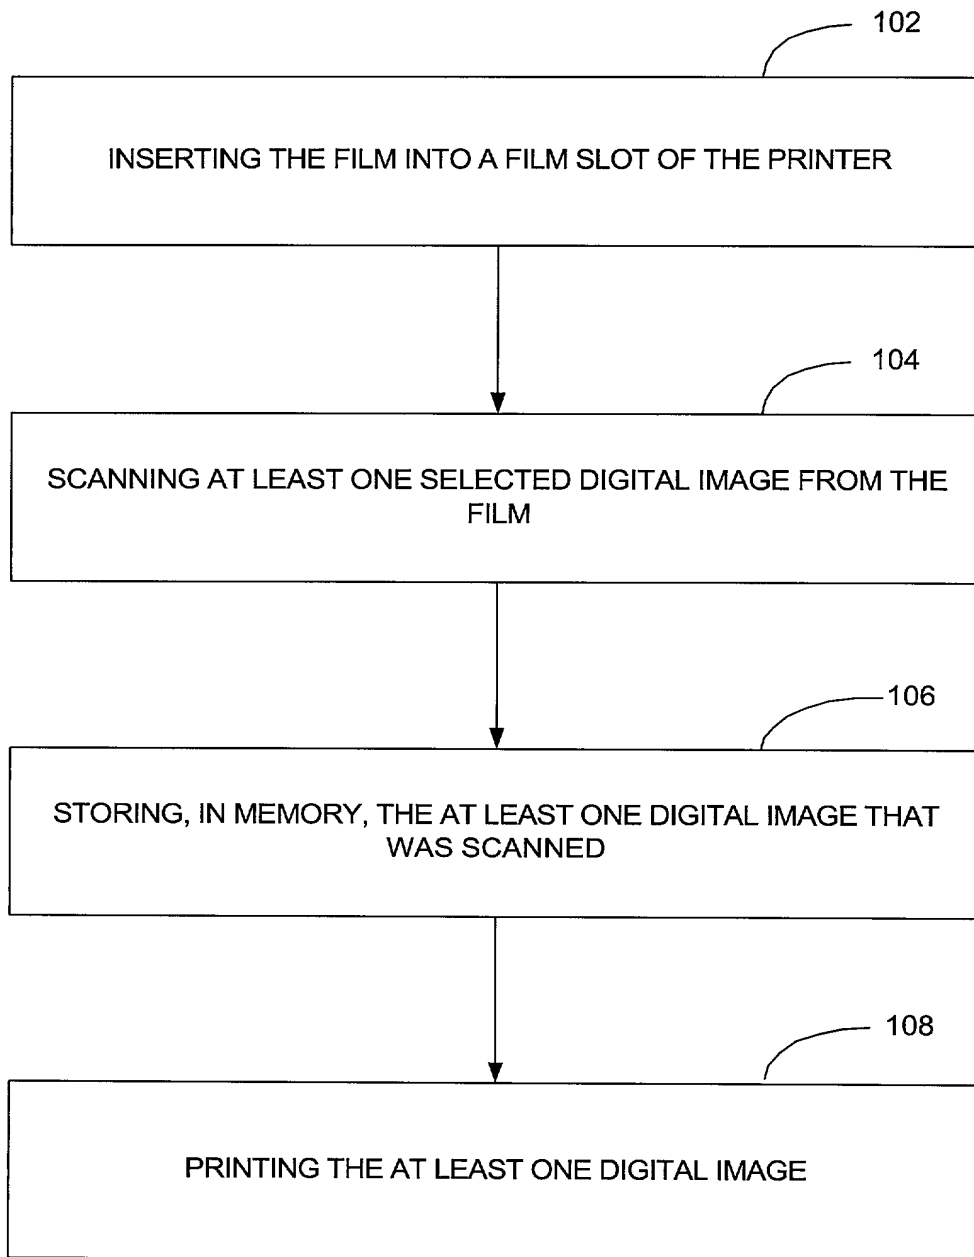 102
INSERTING THE FILM INTO A FILM SLOT OF THE PRINTER
104
SCANNING AT LEAST ONE SELECTED DIGITAL IMAGE FROM THE
FILM
106
STORING, IN MEMORY, THE AT LEAST ONE DIGITAL IMAGE THAT
WAS SCANNED
108
PRINTING THE AT LEAST ONE DIGITAL IMAGE